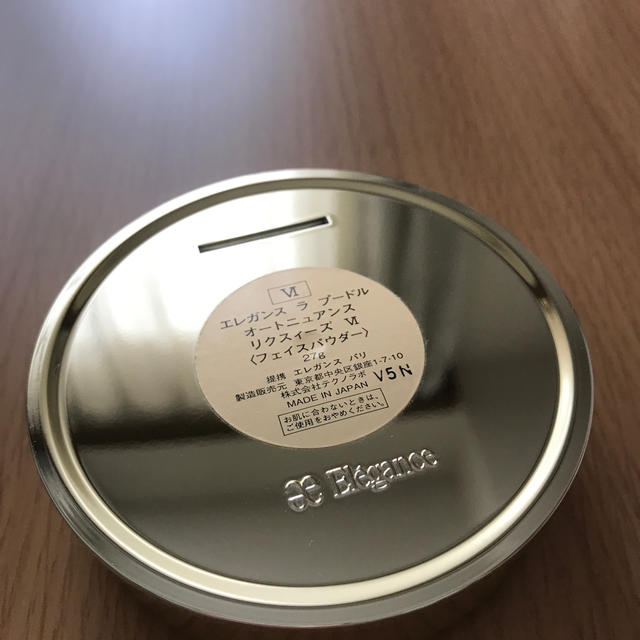 VI
エレガンス ラ プードル
オートニュアンス
リクスィーズ VI
〈フェイスパウダー〉
27g
提携 エレガンス パリ
製造販売元 東京都中央区銀座1-7-10
株式会社テクノラボ
MADE IN JAPAN V5N
お肌に合わないときは、
ご使用をおやめください。
Elégance